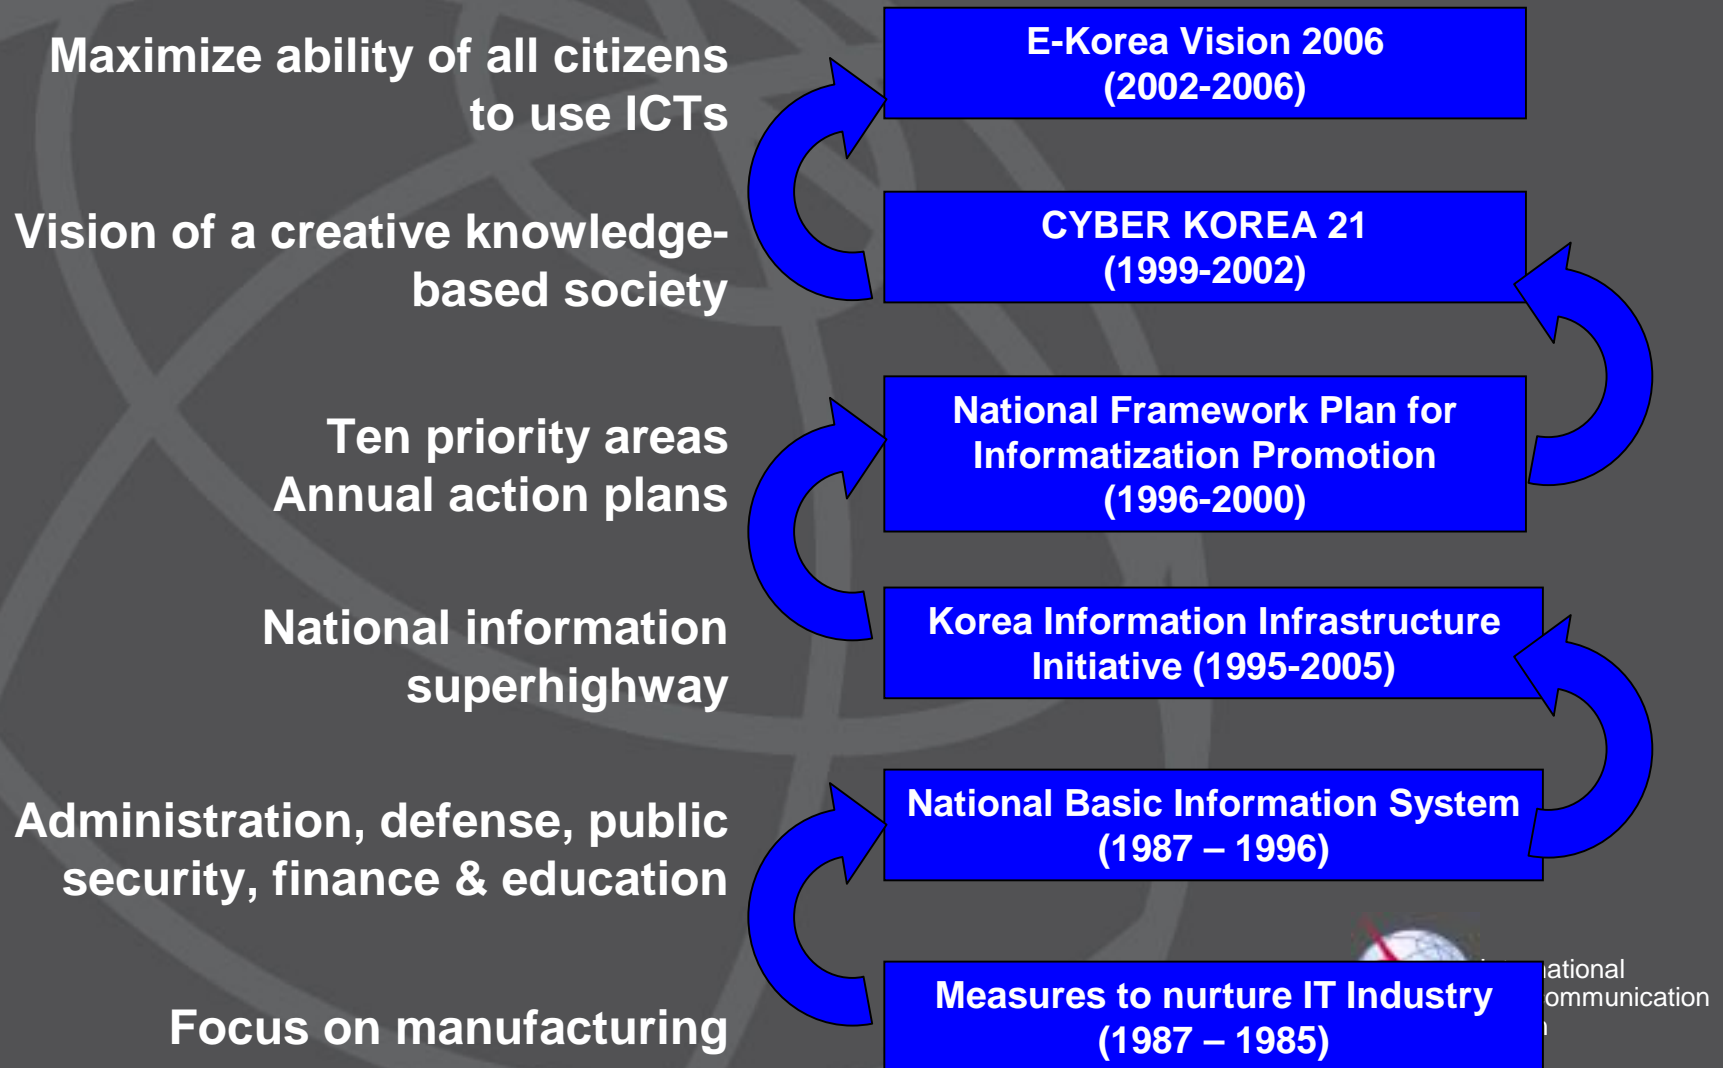 Maximize ability of all citizens
to use ICTs
E-Korea Vision 2006
(2002-2006)
Vision of a creative knowledge-
based society
CYBER KOREA 21
(1999-2002)
Ten priority areas
Annual action plans
National Framework Plan for
Informatization Promotion
(1996-2000)
National information
superhighway
Korea Information Infrastructure
Initiative (1995-2005)
Administration, defense, public
security, finance & education
National Basic Information System
(1987 – 1996)
Focus on manufacturing
Measures to nurture IT Industry
(1987 – 1985)
ational
ommunication